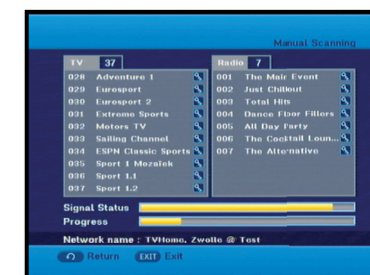 Manual Scanning
TV 37
028 Adventure 1
029 Eurosport
030 Eurosport 2
031 Extreme Sports
032 Motors TV
033 Sailing Channel
034 ESPN Classic Sports
035 Sport 1 Mozaïek
036 Sport 1.1
037 Sport 1.2
Radio 7
001 The Main Event
002 Just Chillout
003 Total Hits
004 Dance Floor Fillers
005 All Day Party
006 The Cocktail Loun...
007 The Alternative
Signal Status
Progress
Network name : TVHome, Zwolle @ Test
Return EXIT Exit